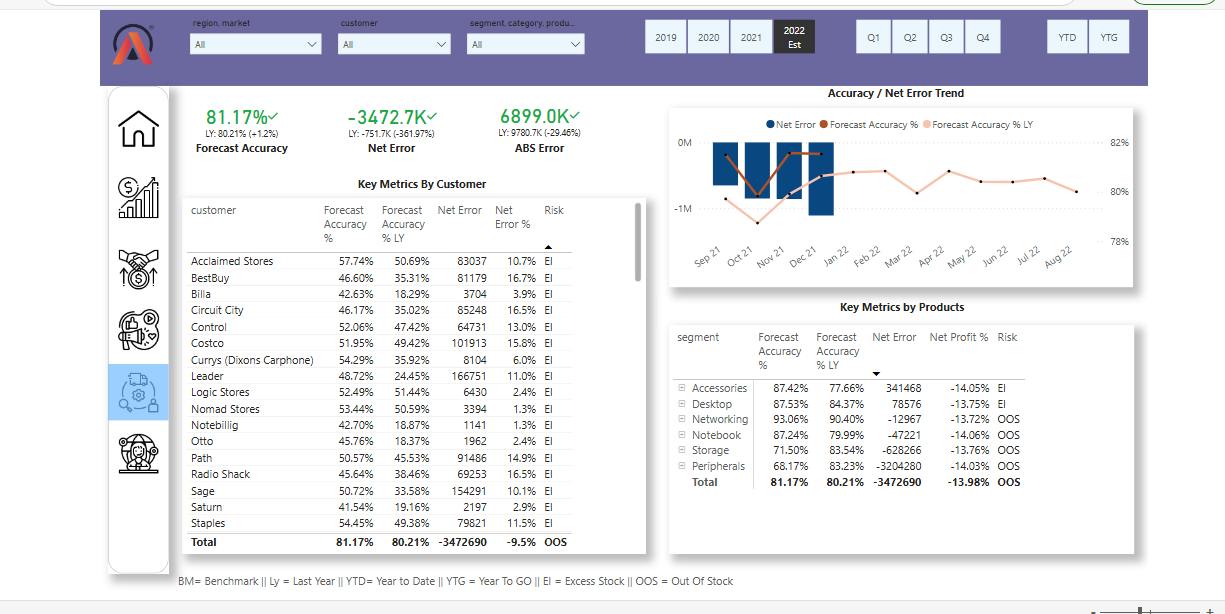 region, market
customer
segment, category, produ...
All
All
All
2019
2020
2021
2022
Est
Q1
Q2
Q3
Q4
YTD
YTG
81.17%
LY: 80.21% (+1.2%)
Forecast Accuracy
-3472.7K
LY: -751.7K (-361.97%)
Net Error
6899.0K
LY: 9780.7K (-29.46%)
ABS Error
Key Metrics By Customer
customer Forecast Accuracy % Forecast Accuracy % LY Net Error Net Error % Risk
Acclaimed Stores 57.74% 50.69% 83037 10.7% EI
BestBuy 46.60% 35.31% 81179 16.7% EI
Billa 42.63% 18.29% 3704 3.9% EI
Circuit City 46.17% 35.02% 85248 16.5% EI
Control 52.06% 47.42% 64731 13.0% EI
Costco 51.95% 49.42% 101913 15.8% EI
Currys (Dixons Carphone) 54.29% 35.92% 8104 6.0% EI
Leader 48.72% 24.45% 166751 11.0% EI
Logic Stores 52.49% 51.44% 6430 2.4% EI
Nomad Stores 53.44% 50.59% 3394 1.3% EI
Notebillig 42.70% 18.87% 1141 1.3% EI
Otto 45.76% 18.37% 1962 2.4% EI
Path 50.57% 45.53% 91486 14.9% EI
Radio Shack 45.64% 38.46% 69253 16.5% EI
Sage 50.72% 33.58% 154291 10.1% EI
Saturn 41.54% 19.16% 2197 2.9% EI
Staples 54.45% 49.38% 79821 11.5% EI
Total 81.17% 80.21% -3472690 -9.5% OOS
Accuracy / Net Error Trend
Net Error Forecast Accuracy % Forecast Accuracy % LY
0M
-1M
82%
80%
78%
Sep 21 Oct 21 Nov 21 Dec 21 Jan 22 Feb 22 Mar 22 Apr 22 May 22 Jun 22 Jul 22 Aug 22
Key Metrics by Products
segment Forecast Accuracy % Forecast Accuracy % LY Net Error Net Profit % Risk
Accessories 87.42% 77.66% 341468 -14.05% EI
Desktop 87.53% 84.37% 78576 -13.75% EI
Networking 93.06% 90.40% -12967 -13.72% OOS
Notebook 87.24% 79.99% -47221 -14.06% OOS
Storage 71.50% 83.54% -628266 -13.76% OOS
Peripherals 68.17% 83.23% -3204280 -14.03% OOS
Total 81.17% 80.21% -3472690 -13.98% OOS
BM= Benchmark || Ly = Last Year || YTD= Year to Date || YTG = Year To GO || EI = Excess Stock || OOS = Out Of Stock